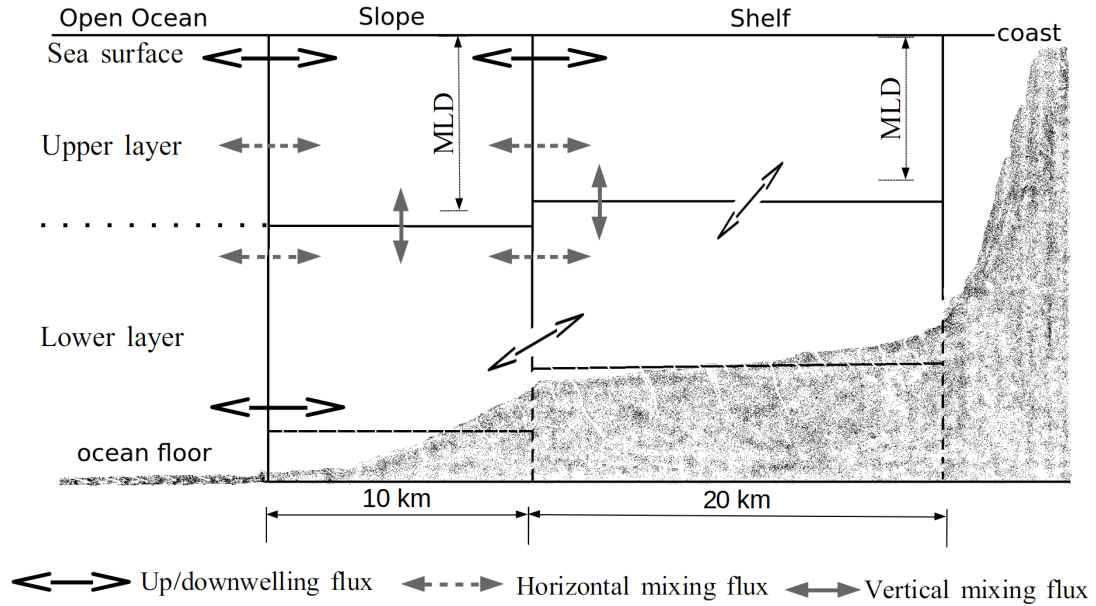 Open Ocean Slope Shelf
coast
Sea surface
MLD
MLD
Upper layer
Lower layer
ocean floor
10 km 20 km
Up/downwelling flux Horizontal mixing flux Vertical mixing flux